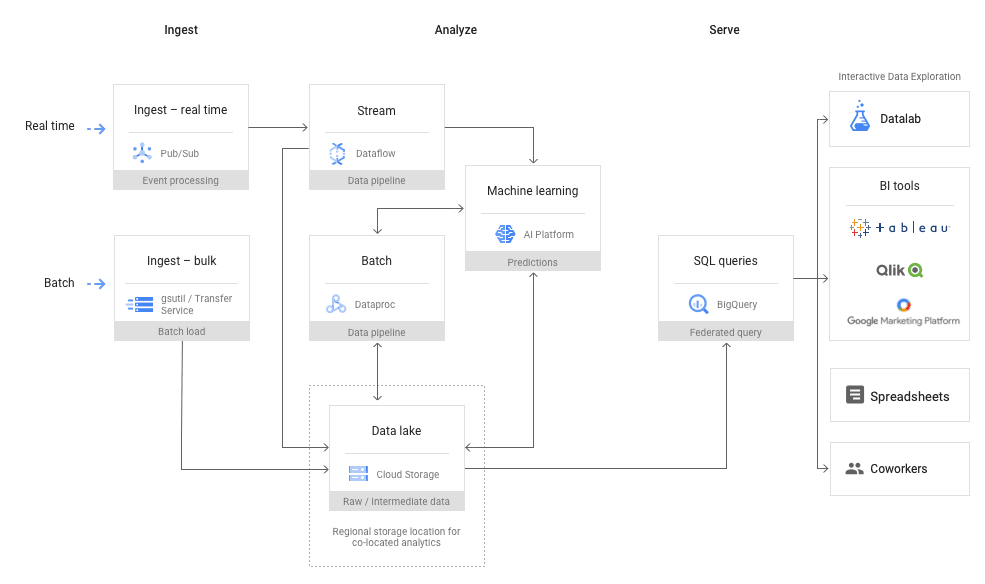 Ingest
Analyze
Serve
Interactive Data Exploration
Real time
Ingest – real time
Pub/Sub
Event processing
Stream
Dataflow
Data pipeline
Datalab
Machine learning
AI Platform
Predictions
BI tools
+ableau
Qlik
Google Marketing Platform
Batch
Ingest – bulk
gsutil / Transfer
Service
Batch load
Batch
Dataproc
Data pipeline
SQL queries
BigQuery
Federated query
Spreadsheets
Coworkers
Data lake
Cloud Storage
Raw / Intermediate data
Regional storage location for
co-located analytics